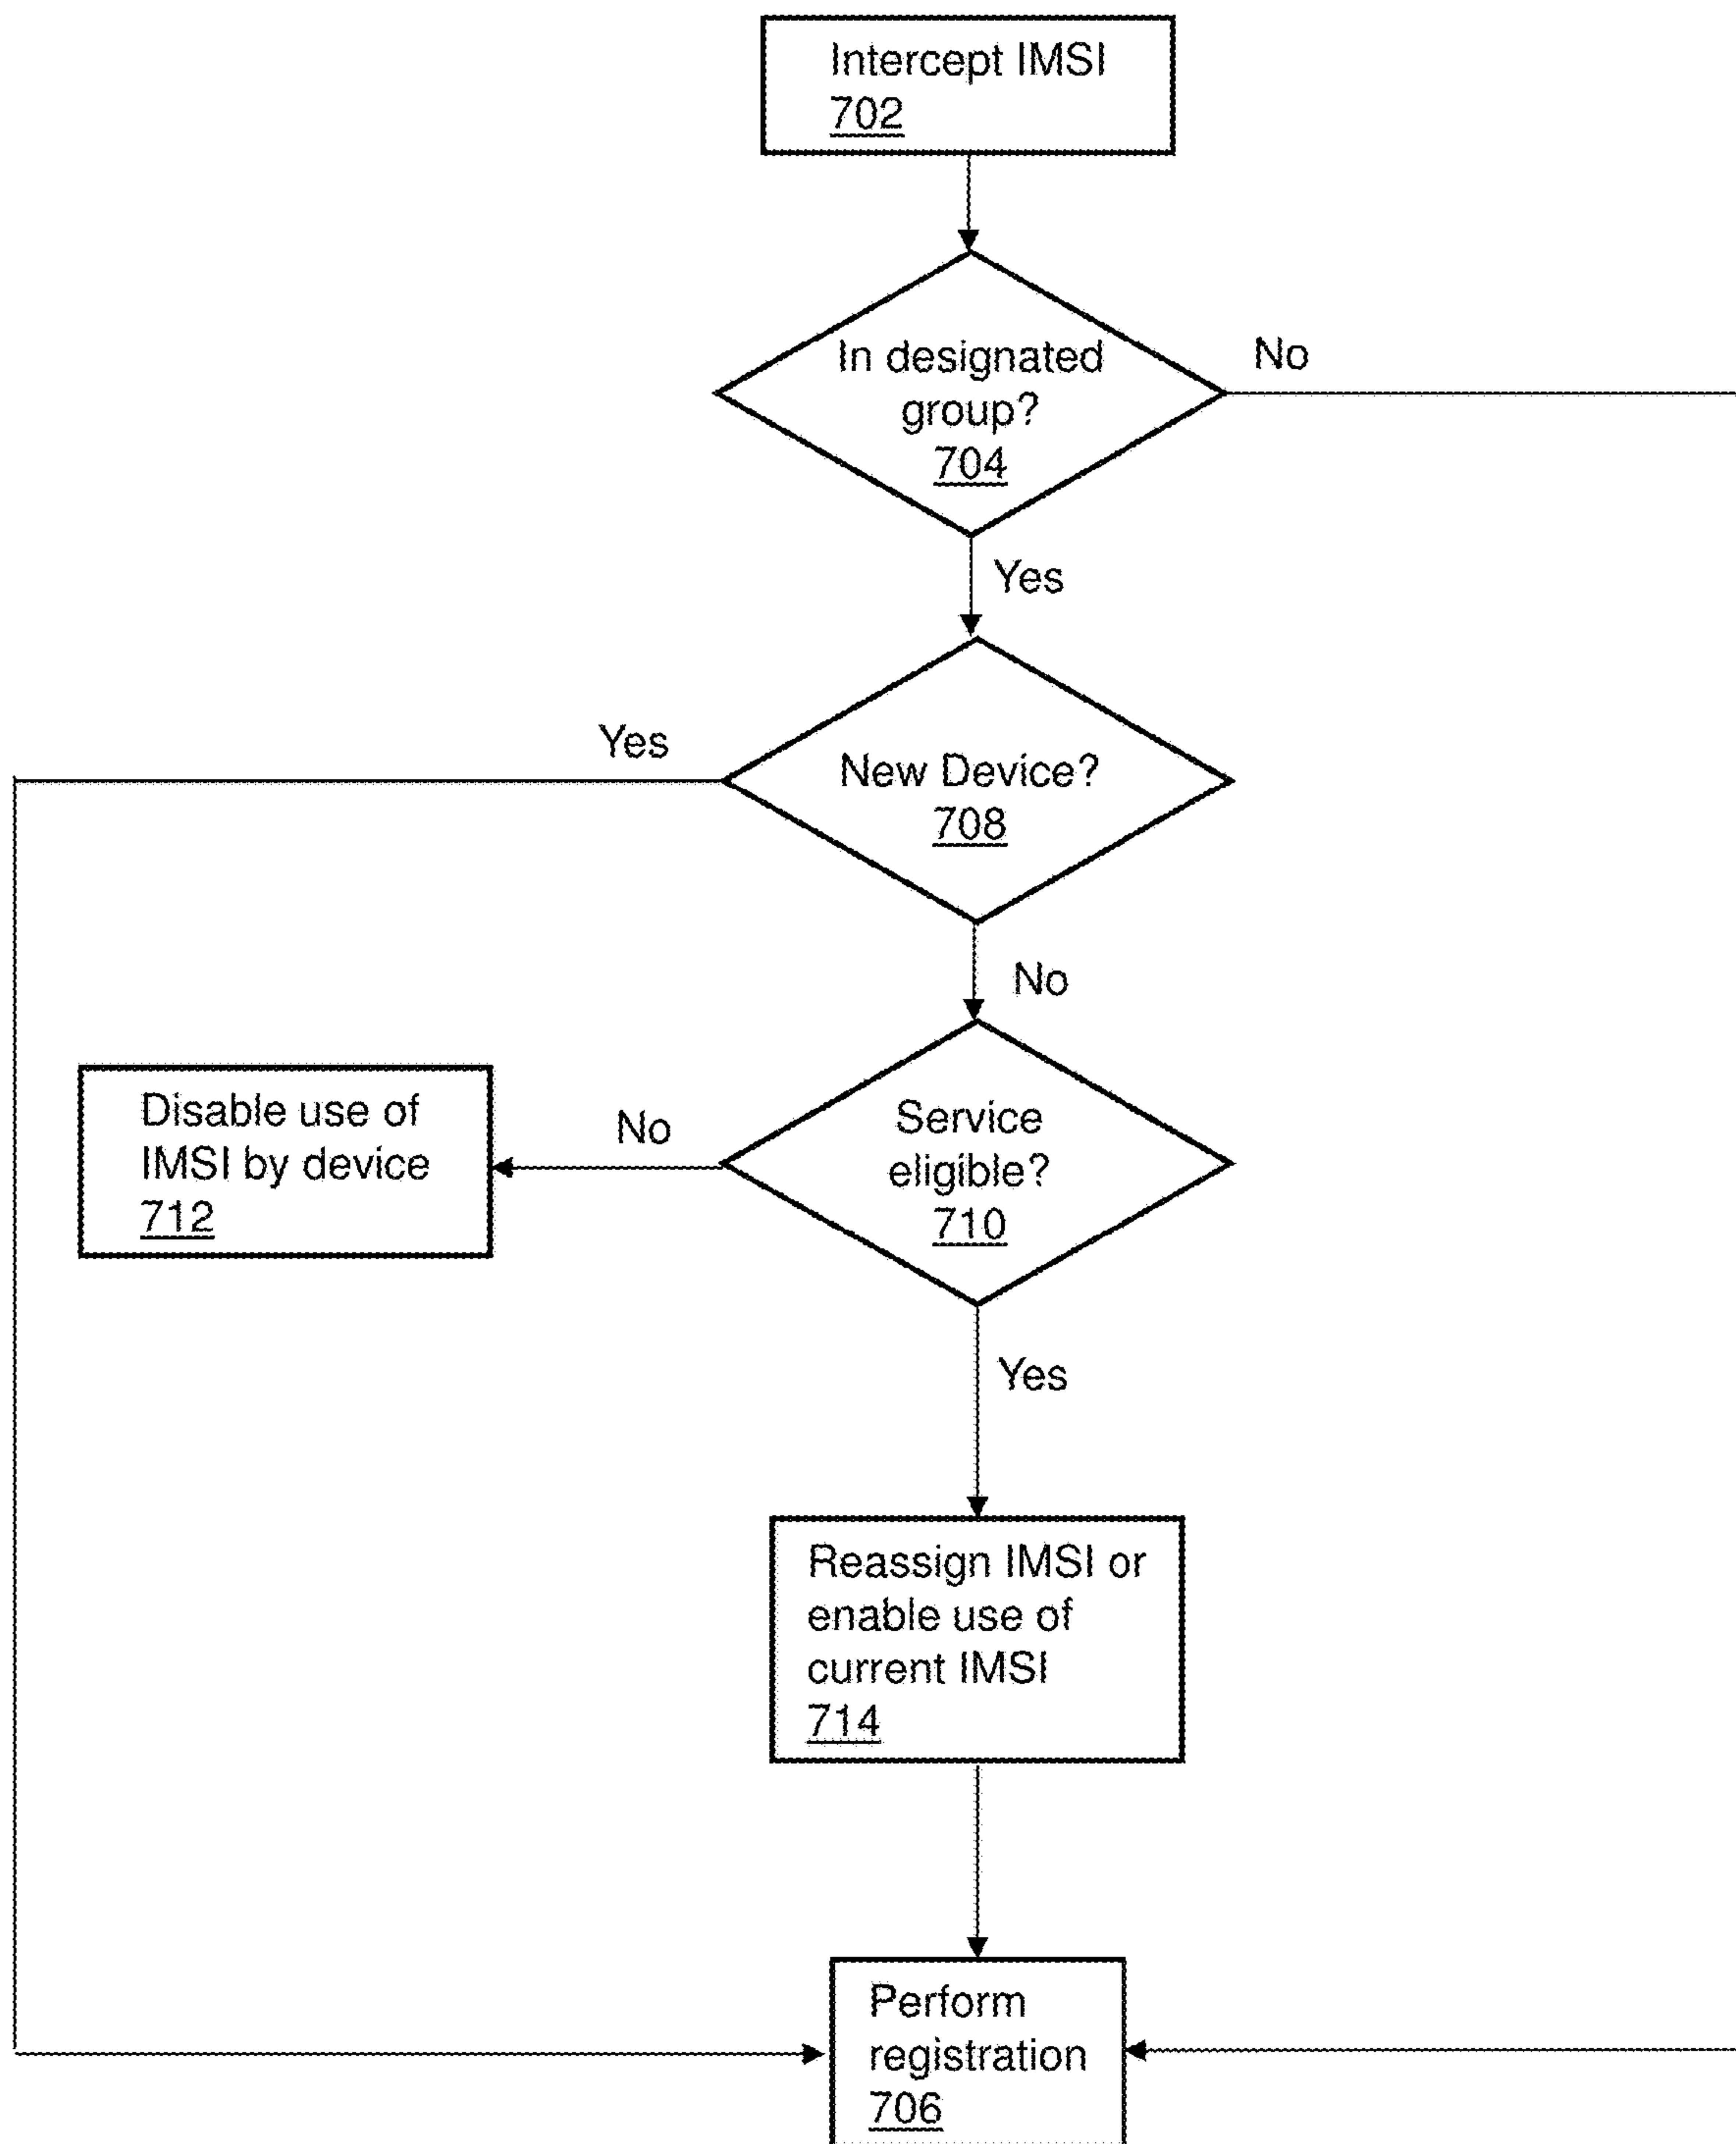 Intercept IMSI
702
In designated
group?
704
No
Yes
Yes
New Device?
708
No
Disable use of
IMSI by device
712
No
Service
eligible?
710
Yes
Reassign IMSI or
enable use of
current IMSI
714
Perform
registration
706